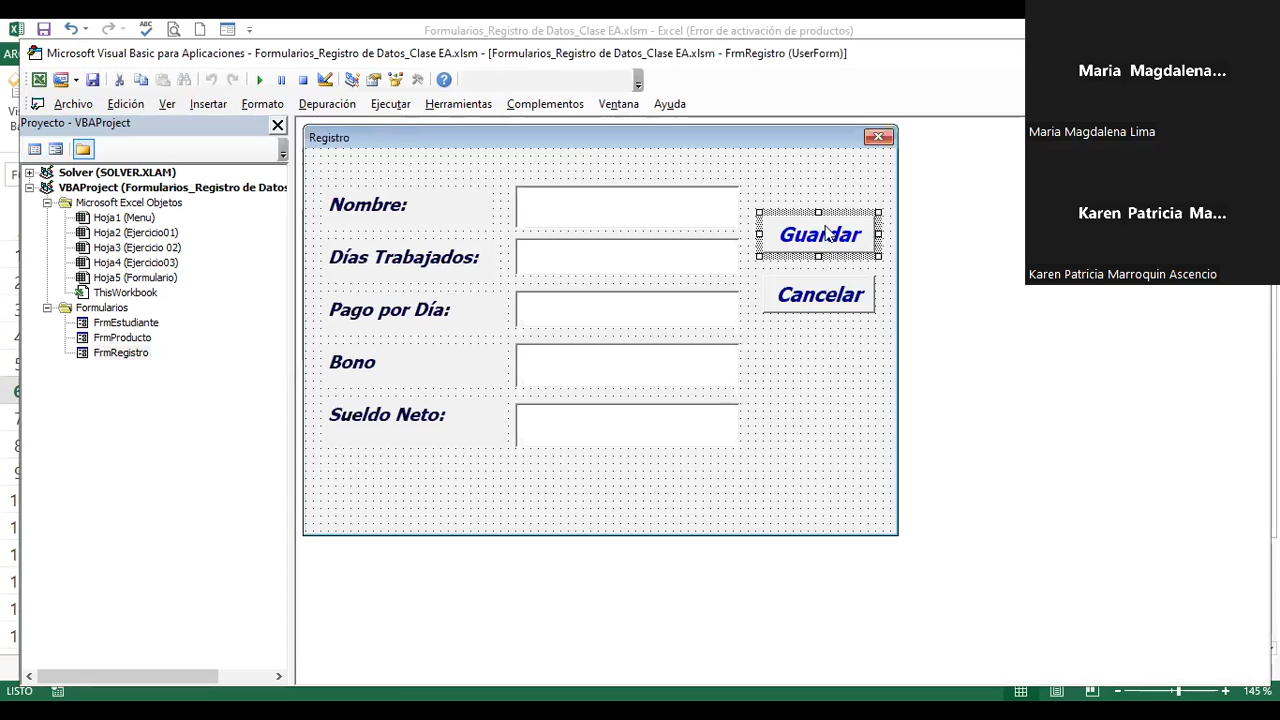 Formularios_Registro de Datos_Clase EA.xlsm - Excel (Error de activación de productos)
Microsoft Visual Basic para Aplicaciones - Formularios_Registro de Datos_Clase EA.xlsm - [Formularios_Registro de Datos_Clase EA.xlsm - FrmRegistro (UserForm)]
Archivo Edición Ver Insertar Formato Depuración Ejecutar Herramientas Complementos Ventana Ayuda
Proyecto - VBAProject
Solver (SOLVER.XLAM)
VBAProject (Formularios_Registro de Datos
Microsoft Excel Objetos
Hoja1 (Menu)
Hoja2 (Ejercicio01)
Hoja3 (Ejercicio 02)
Hoja4 (Ejercicio03)
Hoja5 (Formulario)
ThisWorkbook
Formularios
FrmEstudiante
FrmProducto
FrmRegistro
Registro
Nombre:
Días Trabajados:
Pago por Día:
Bono
Sueldo Neto:
Guardar
Cancelar
Maria Magdalena...
Maria Magdalena Lima
Karen Patricia Ma...
Karen Patricia Marroquin Ascencio
LISTO
145 %